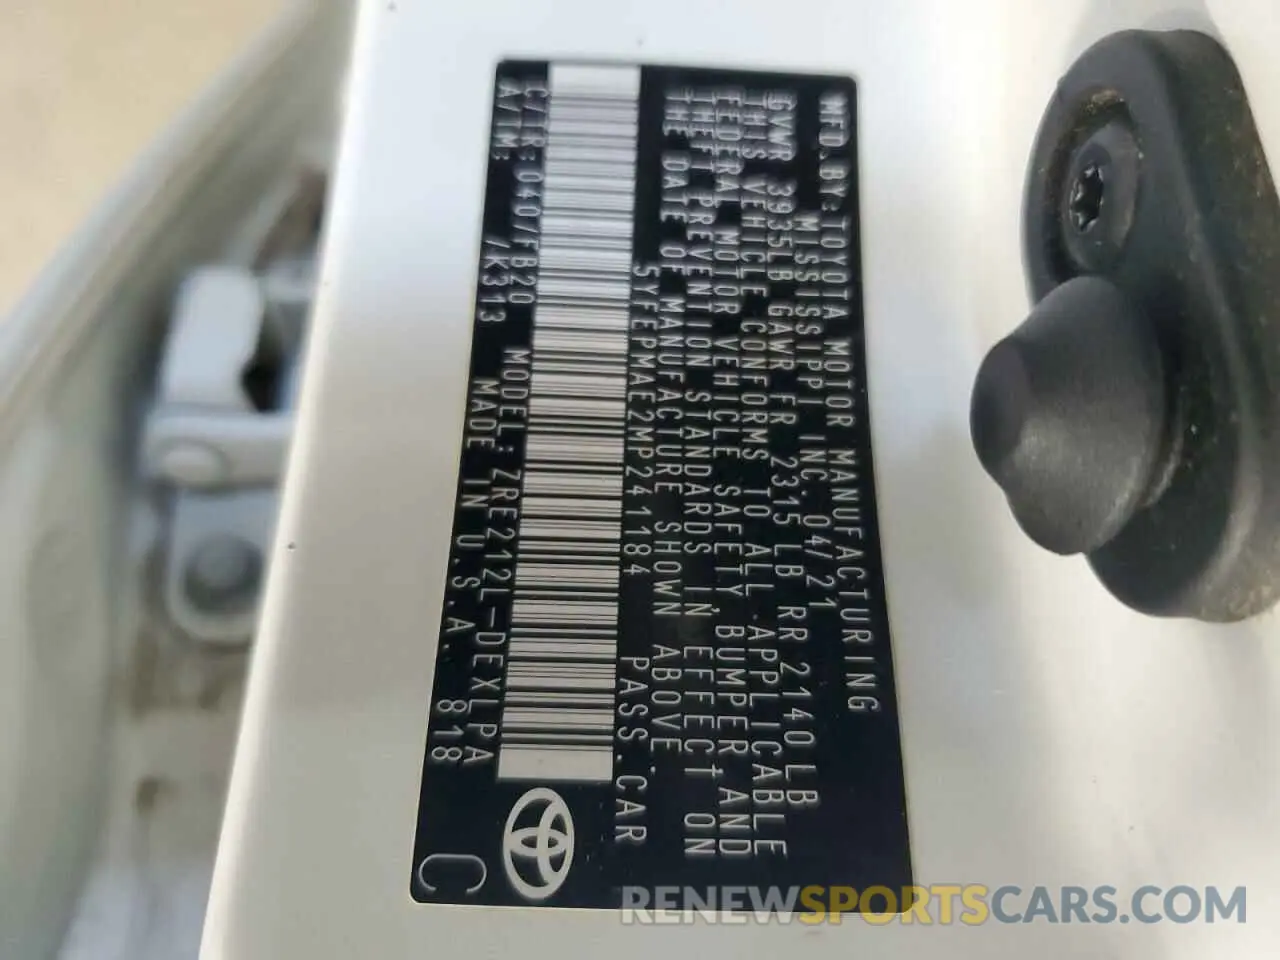 MFD. BY: TOYOTA MOTOR MANUFACTURING
MISSISSIPPI INC. 04/21
GVWR 3935LB GAWR FR 2315 LB RR 2140LB
THIS VEHICLE CONFORMS TO ALL APPLICABLE
FEDERAL MOTOR VEHICLE SAFETY, BUMPER AND
THEFT PREVENTION STANDARDS IN EFFECT ON
THE DATE OF MANUFACTURE SHOWN ABOVE.
5YFEPMAE2MP241184 PASS. CAR
C/TR: 040/FB20 MODEL: ZRE212L-DEXLPA
A/TM: /K313 MADE IN U.S.A. 818
C
RENEWSPORTSCARS.COM